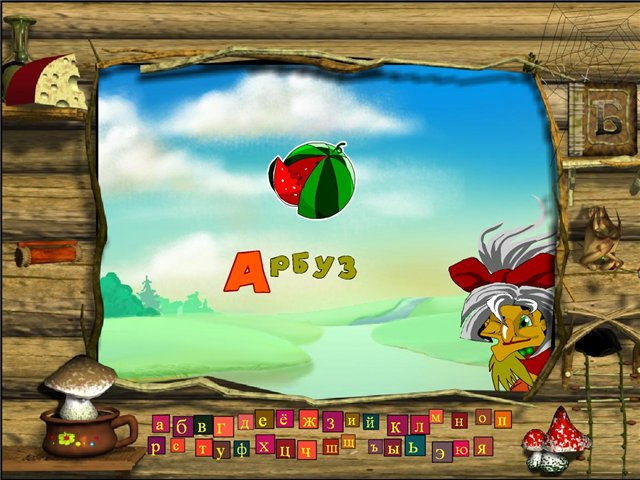 Б
Арбуз
а б в г д е ё ж з и й к л м н о п
р с т у ф х ц ч ш щ ъ ы ь э ю я